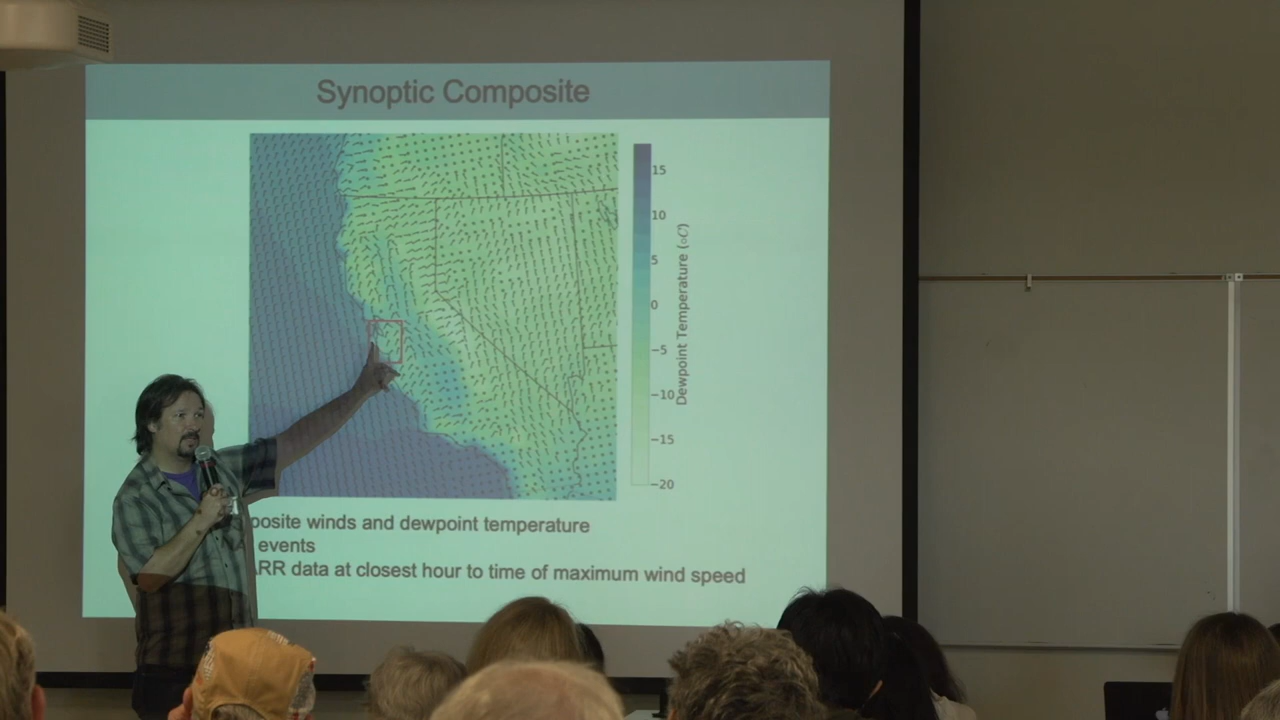 Synoptic Composite
15
10
5
0
−5
−10
−15
−20
Dewpoint Temperature (°C)
posite winds and dewpoint temperature
events
RR data at closest hour to time of maximum wind speed